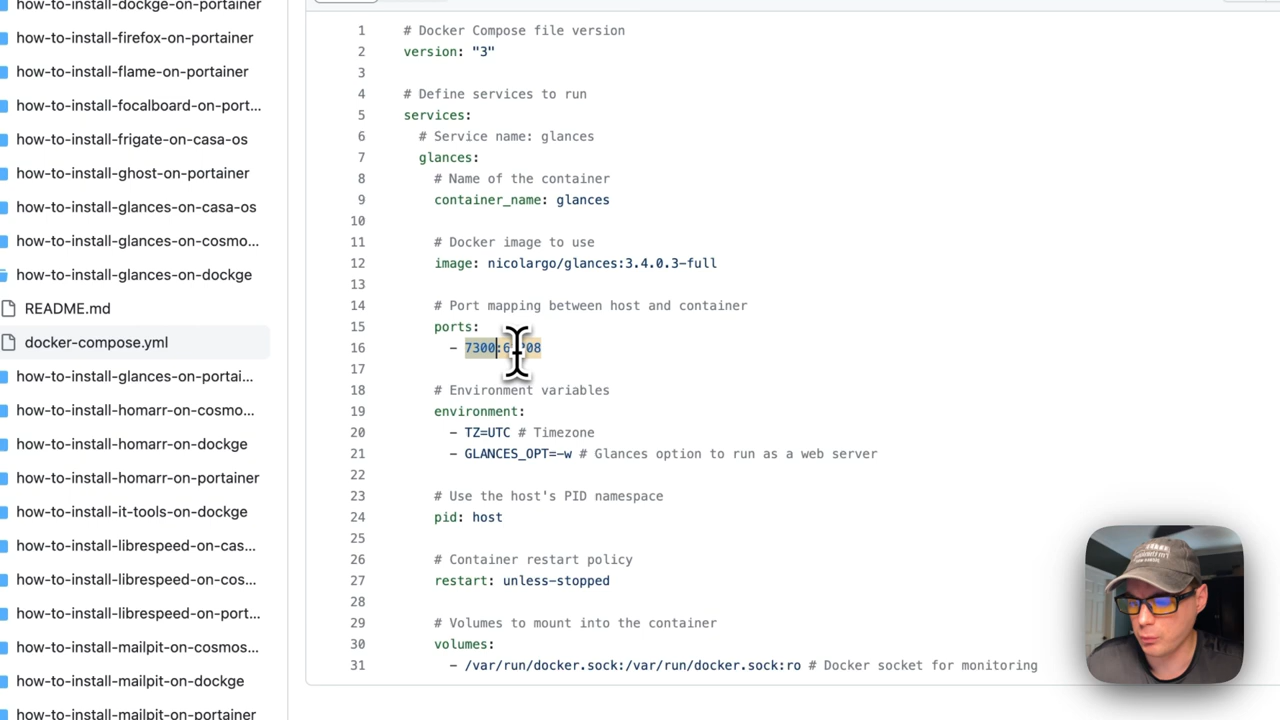 how-to-install-dockge-on-portainer
how-to-install-firefox-on-portainer
how-to-install-flame-on-portainer
how-to-install-focalboard-on-port...
how-to-install-frigate-on-casa-os
how-to-install-ghost-on-portainer
how-to-install-glances-on-casa-os
how-to-install-glances-on-cosmo...
how-to-install-glances-on-dockge
README.md
docker-compose.yml
how-to-install-glances-on-portai...
how-to-install-homarr-on-cosmo...
how-to-install-homarr-on-dockge
how-to-install-homarr-on-portainer
how-to-install-it-tools-on-dockge
how-to-install-librespeed-on-cas...
how-to-install-librespeed-on-cos...
how-to-install-librespeed-on-port...
how-to-install-mailpit-on-cosmos...
how-to-install-mailpit-on-dockge
how-to-install-mailpit-on-portainer
1 # Docker Compose file version
2 version: "3"
3
4 # Define services to run
5 services:
6 # Service name: glances
7 glances:
8 # Name of the container
9 container_name: glances
10
11 # Docker image to use
12 image: nicolargo/glances:3.4.0.3-full
13
14 # Port mapping between host and container
15 ports:
16 -
17
18 # Environment variables
19 environment:
20 - TZ=UTC # Timezone
21 - GLANCES_OPT=-w # Glances option to run as a web server
22
23 # Use the host's PID namespace
24 pid: host
25
26 # Container restart policy
27 restart: unless-stopped
28
29 # Volumes to mount into the container
30 volumes:
31 - /var/run/docker.sock:/var/run/docker.sock:ro # Docker socket for monitoring